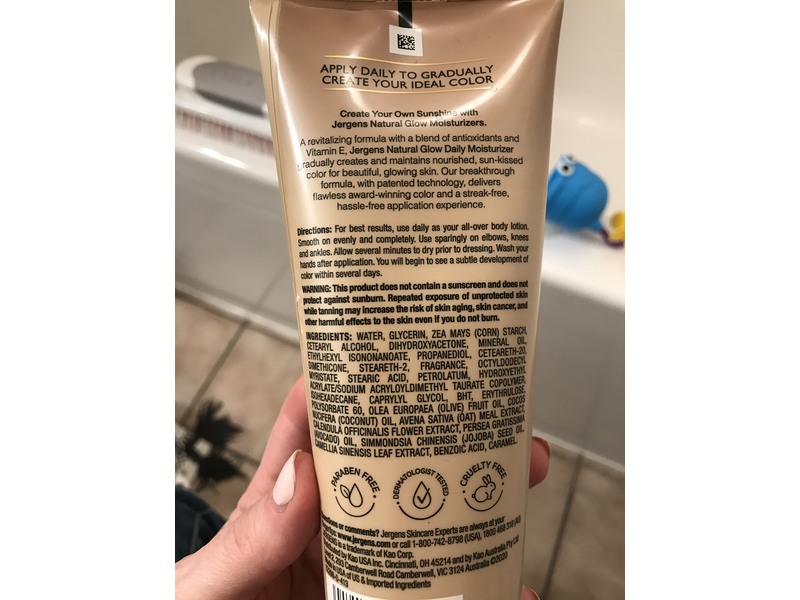 APPLY DAILY TO GRADUALLY
CREATE YOUR IDEAL COLOR
Create Your Own Sunshine with
Jergens Natural Glow Moisturizers.
A revitalizing formula with a blend of antioxidants and
Vitamin E, Jergens Natural Glow Daily Moisturizer
gradually creates and maintains nourished, sun-kissed
color for beautiful, glowing skin. Our breakthrough
formula, with patented technology, delivers
flawless award-winning color and a streak-free,
hassle-free application experience.
Directions: For best results, use daily as your all-over body lotion.
Smooth on evenly and completely. Use sparingly on elbows, knees
and ankles. Allow several minutes to dry prior to dressing. Wash your
hands after application. You will begin to see a subtle development of
color within several days.
WARNING: This product does not contain a sunscreen and does not
protect against sunburn. Repeated exposure of unprotected skin
while tanning may increase the risk of skin aging, skin cancer, and
other harmful effects to the skin even if you do not burn.
INGREDIENTS: WATER, GLYCERIN, ZEA MAYS (CORN) STARCH,
CETEARYL ALCOHOL, DIHYDROXYACETONE, MINERAL OIL,
ETHYLHEXYL ISONONANOATE, PROPANEDIOL, CETEARETH-20,
DIMETHICONE, STEARETH-2, FRAGRANCE, OCTYLDODECYL
MYRISTATE, STEARIC ACID, PETROLATUM, HYDROXYETHYL
ACRYLATE/SODIUM ACRYLOYLDIMETHYL TAURATE COPOLYMER,
ISOHEXADECANE, CAPRYLYL GLYCOL, BHT, ERYTHRULOSE,
POLYSORBATE 60, OLEA EUROPAEA (OLIVE) FRUIT OIL, COCOS
NUCIFERA (COCONUT) OIL, AVENA SATIVA (OAT) MEAL EXTRACT,
CALENDULA OFFICINALIS FLOWER EXTRACT, PERSEA GRATISSIMA
(AVOCADO) OIL, SIMMONDSIA CHINENSIS (JOJOBA) SEED OIL,
CAMELLIA SINENSIS LEAF EXTRACT, BENZOIC ACID, CARAMEL.
PARABEN FREE
DERMATOLOGIST TESTED
CRUELTY FREE
or comments? Jergens Skincare Experts are always at your
www.jergens.com or call 1-800-742-8798 (USA), 1800 468 318 (AU)
is a trademark of Kao Corp.
by Kao USA Inc. Cincinnati, OH 45214 and by Kao Australia Pty Ltd
2, 293 Camberwell Road Camberwell, VIC 3124 Australia ©2020
in USA of US & Imported Ingredients